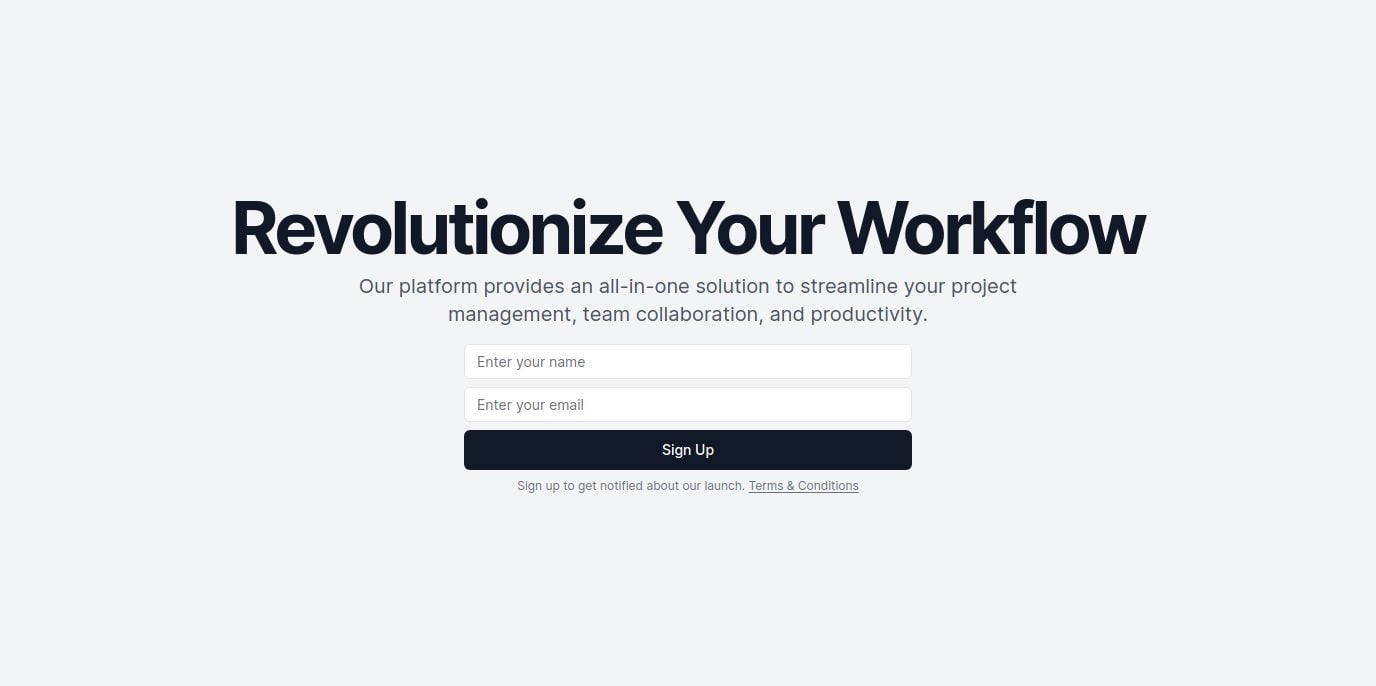 Revolutionize Your Workflow
Our platform provides an all-in-one solution to streamline your project
management, team collaboration, and productivity.
Enter your name
Enter your email
Sign Up
Sign up to get notified about our launch. Terms & Conditions